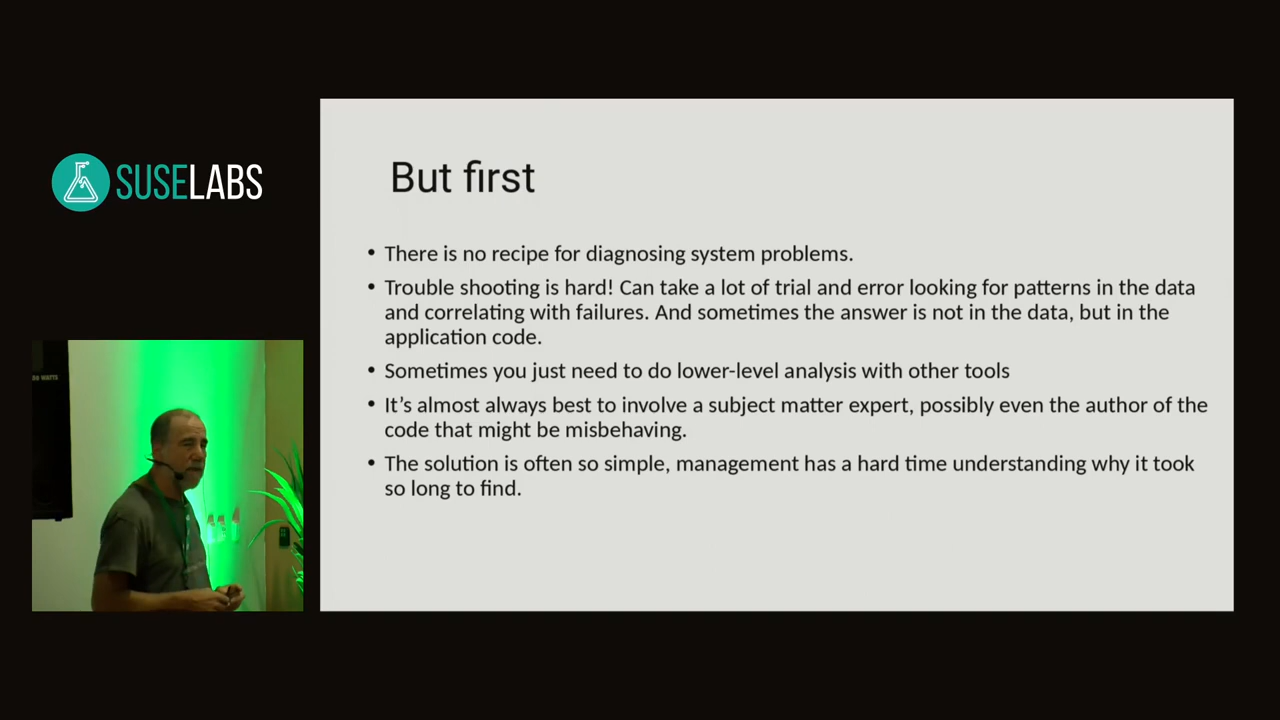 SUSELABS
But first
• There is no recipe for diagnosing system problems.
• Trouble shooting is hard! Can take a lot of trial and error looking for patterns in the data
and correlating with failures. And sometimes the answer is not in the data, but in the
application code.
• Sometimes you just need to do lower-level analysis with other tools
• It’s almost always best to involve a subject matter expert, possibly even the author of the
code that might be misbehaving.
• The solution is often so simple, management has a hard time understanding why it took
so long to find.
WATTS